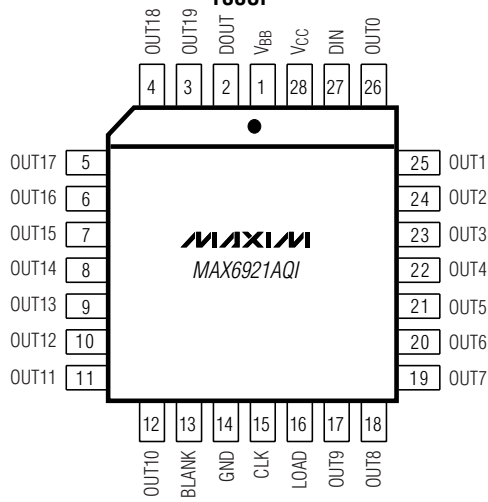 OUT18 OUT19 DOUT VBB VCC DIN OUT0
4 3 2 1 28 27 26
OUT17 5 25 OUT1
OUT16 6 24 OUT2
OUT15 7 23 OUT3
MAXIM
OUT14 8 22 OUT4
MAX6921AQI
OUT13 9 21 OUT5
OUT12 10 20 OUT6
OUT11 11 19 OUT7
12 13 14 15 16 17 18
OUT10 BLANK GND CLK LOAD OUT9 OUT8